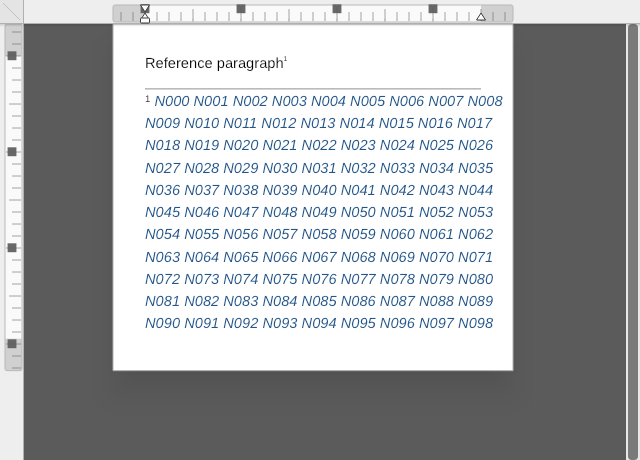 Reference paragraph¹
¹ N000 N001 N002 N003 N004 N005 N006 N007 N008
N009 N010 N011 N012 N013 N014 N015 N016 N017
N018 N019 N020 N021 N022 N023 N024 N025 N026
N027 N028 N029 N030 N031 N032 N033 N034 N035
N036 N037 N038 N039 N040 N041 N042 N043 N044
N045 N046 N047 N048 N049 N050 N051 N052 N053
N054 N055 N056 N057 N058 N059 N060 N061 N062
N063 N064 N065 N066 N067 N068 N069 N070 N071
N072 N073 N074 N075 N076 N077 N078 N079 N080
N081 N082 N083 N084 N085 N086 N087 N088 N089
N090 N091 N092 N093 N094 N095 N096 N097 N098